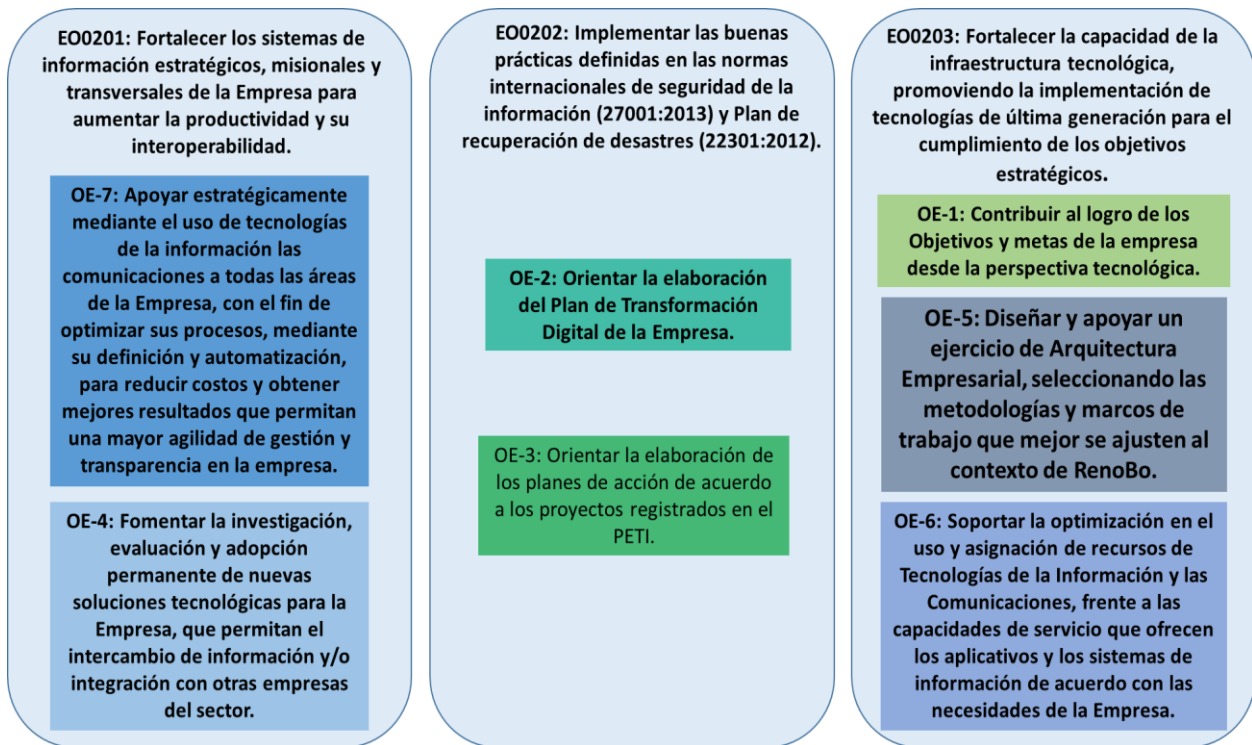 EO0201: Fortalecer los sistemas de
información estratégicos, misionales y
transversales de la Empresa para
aumentar la productividad y su
interoperabilidad.
OE-7: Apoyar estratégicamente
mediante el uso de tecnologías
de la información las
comunicaciones a todas las áreas
de la Empresa, con el fin de
optimizar sus procesos, mediante
su definición y automatización,
para reducir costos y obtener
mejores resultados que permitan
una mayor agilidad de gestión y
transparencia en la empresa.
OE-4: Fomentar la investigación,
evaluación y adopción
permanente de nuevas
soluciones tecnológicas para la
Empresa, que permitan el
intercambio de información y/o
integración con otras empresas
del sector.
EO0202: Implementar las buenas
prácticas definidas en las normas
internacionales de seguridad de la
información (27001:2013) y Plan de
recuperación de desastres (22301:2012).
OE-2: Orientar la elaboración
del Plan de Transformación
Digital de la Empresa.
OE-3: Orientar la elaboración de
los planes de acción de acuerdo
a los proyectos registrados en el
PETI.
EO0203: Fortalecer la capacidad de la
infraestructura tecnológica,
promoviendo la implementación de
tecnologías de última generación para el
cumplimiento de los objetivos
estratégicos.
OE-1: Contribuir al logro de los
Objetivos y metas de la empresa
desde la perspectiva tecnológica.
OE-5: Diseñar y apoyar un
ejercicio de Arquitectura
Empresarial, seleccionando las
metodologías y marcos de
trabajo que mejor se ajusten al
contexto de RenoBo.
OE-6: Soportar la optimización en el
uso y asignación de recursos de
Tecnologías de la Información y las
Comunicaciones, frente a las
capacidades de servicio que ofrecen
los aplicativos y los sistemas de
información de acuerdo con las
necesidades de la Empresa.